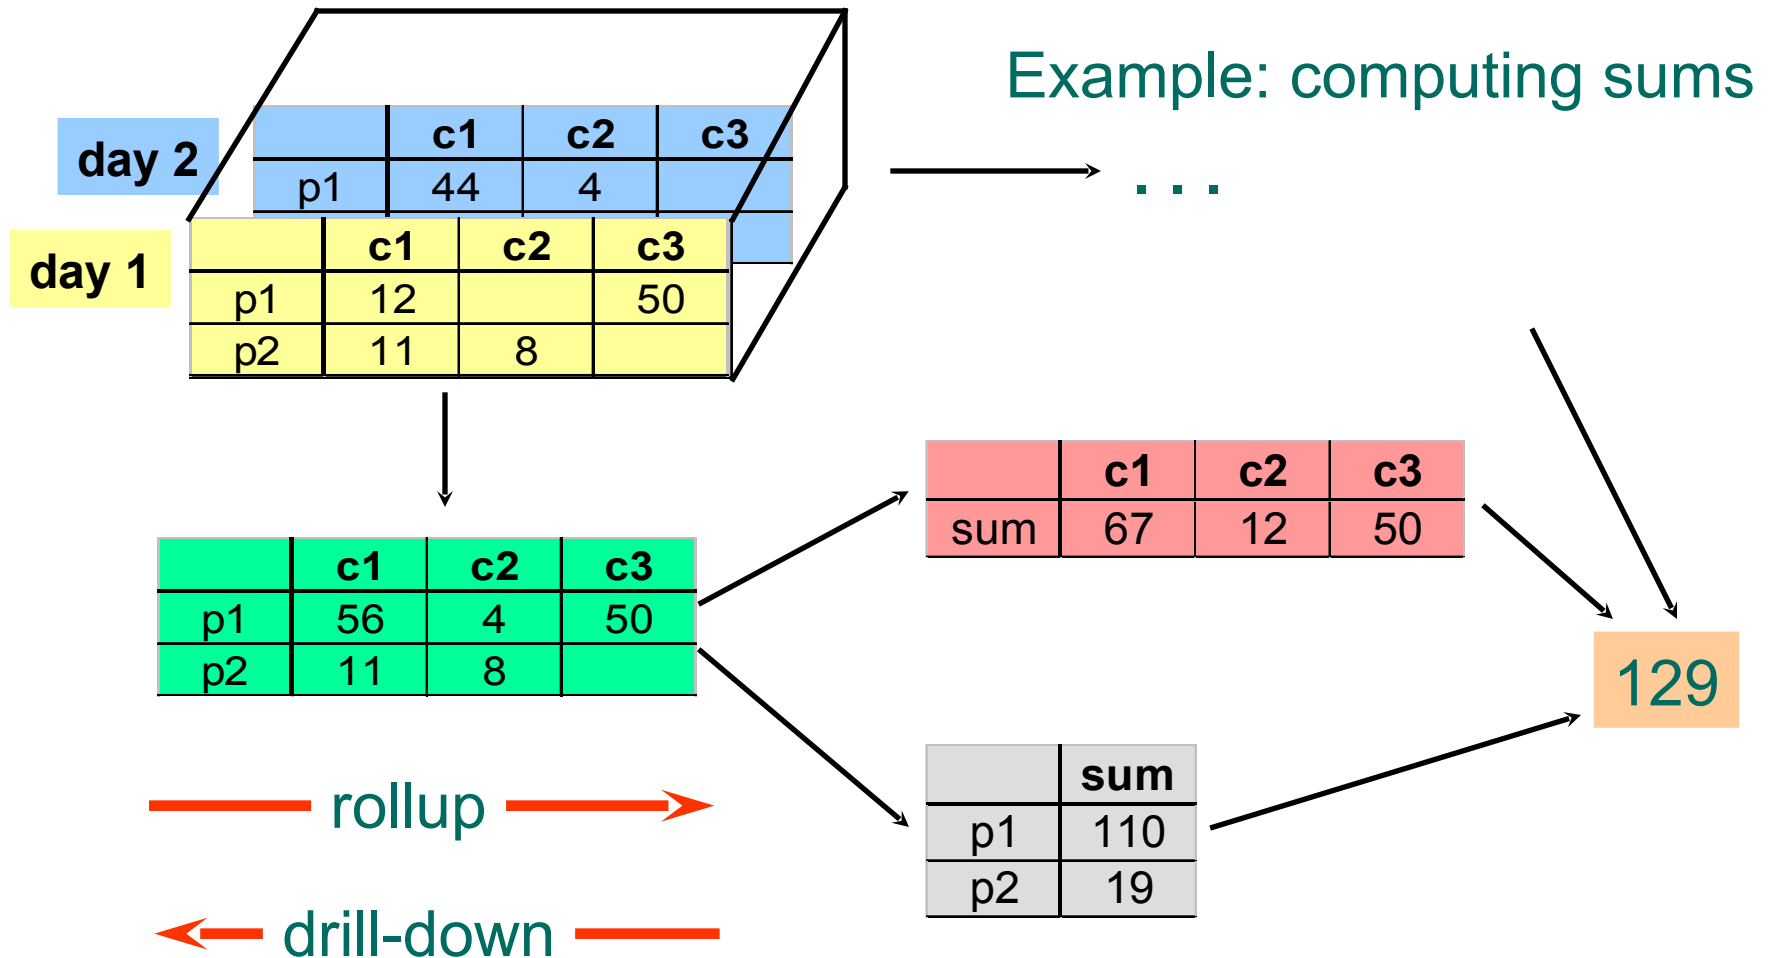 Example: computing sums
day 2
c1 c2 c3
p1 44 4
. . .
day 1
c1 c2 c3
p1 12 50
p2 11 8
c1 c2 c3
sum 67 12 50
c1 c2 c3
p1 56 4 50
p2 11 8
129
sum
p1 110
p2 19
rollup
drill-down